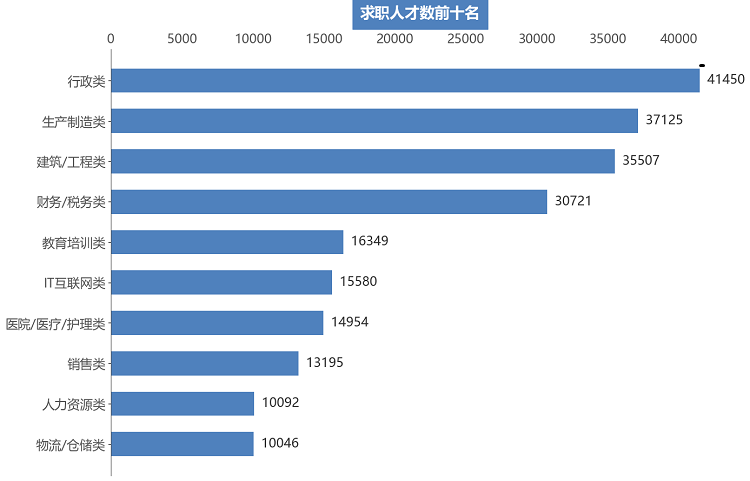 求职人才数前十名
0 5000 10000 15000 20000 25000 30000 35000 40000
行政类 41450
生产制造类 37125
建筑/工程类 35507
财务/税务类 30721
教育培训类 16349
IT互联网类 15580
医院/医疗/护理类 14954
销售类 13195
人力资源类 10092
物流/仓储类 10046